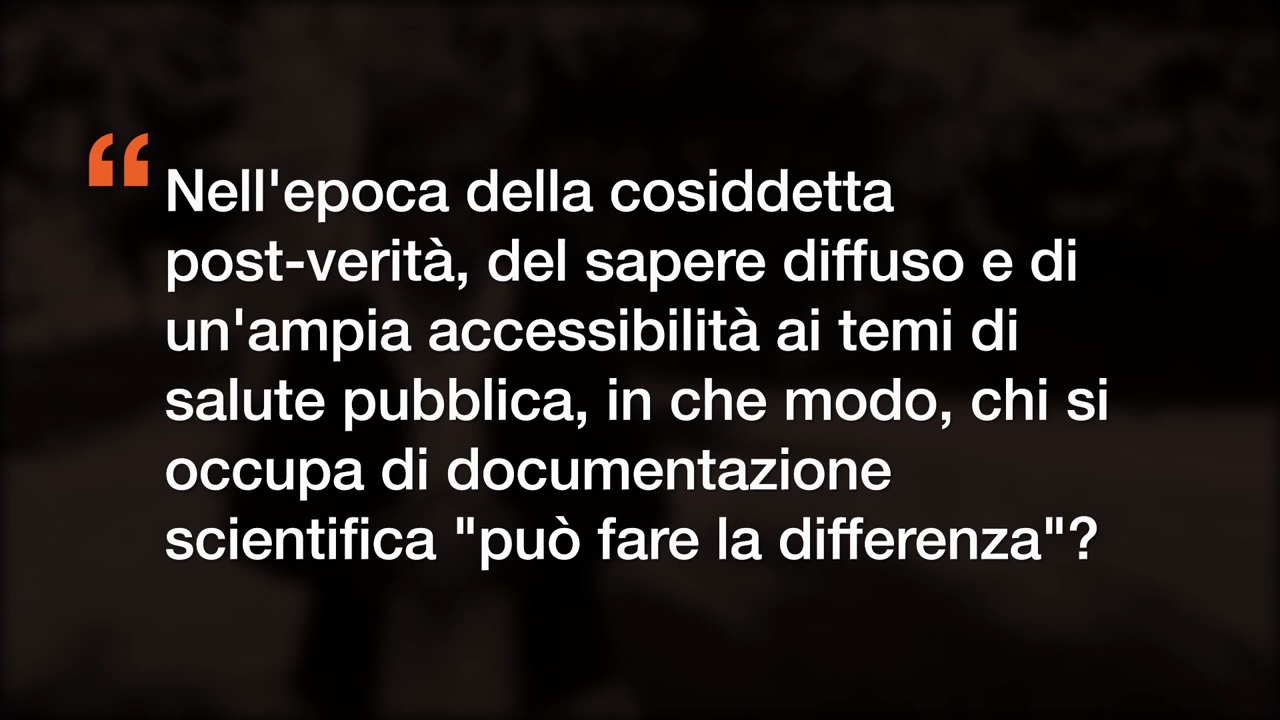 “ Nell'epoca della cosiddetta
post-verità, del sapere diffuso e di
un'ampia accessibilità ai temi di
salute pubblica, in che modo, chi si
occupa di documentazione
scientifica "può fare la differenza"?